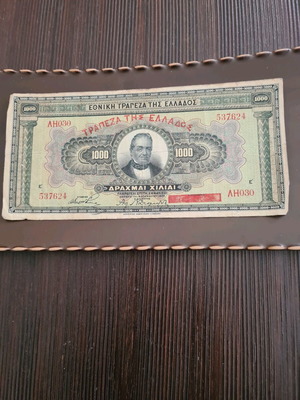 1000 ΕΘΝΙΚΗ ΤΡΑΠΕΖΑ ΤΗΣ ΕΛΛΑΔΟΣ 1000
ΑΗ030 537624
ΤΡΑΠΕΖΑ ΤΗΣ ΕΛΛΑΔΟΣ
1000 1000
Ε Ε
537624 ΑΗ030
ΔΡΑΧΜΑΙ ΧΙΛΙΑΙ